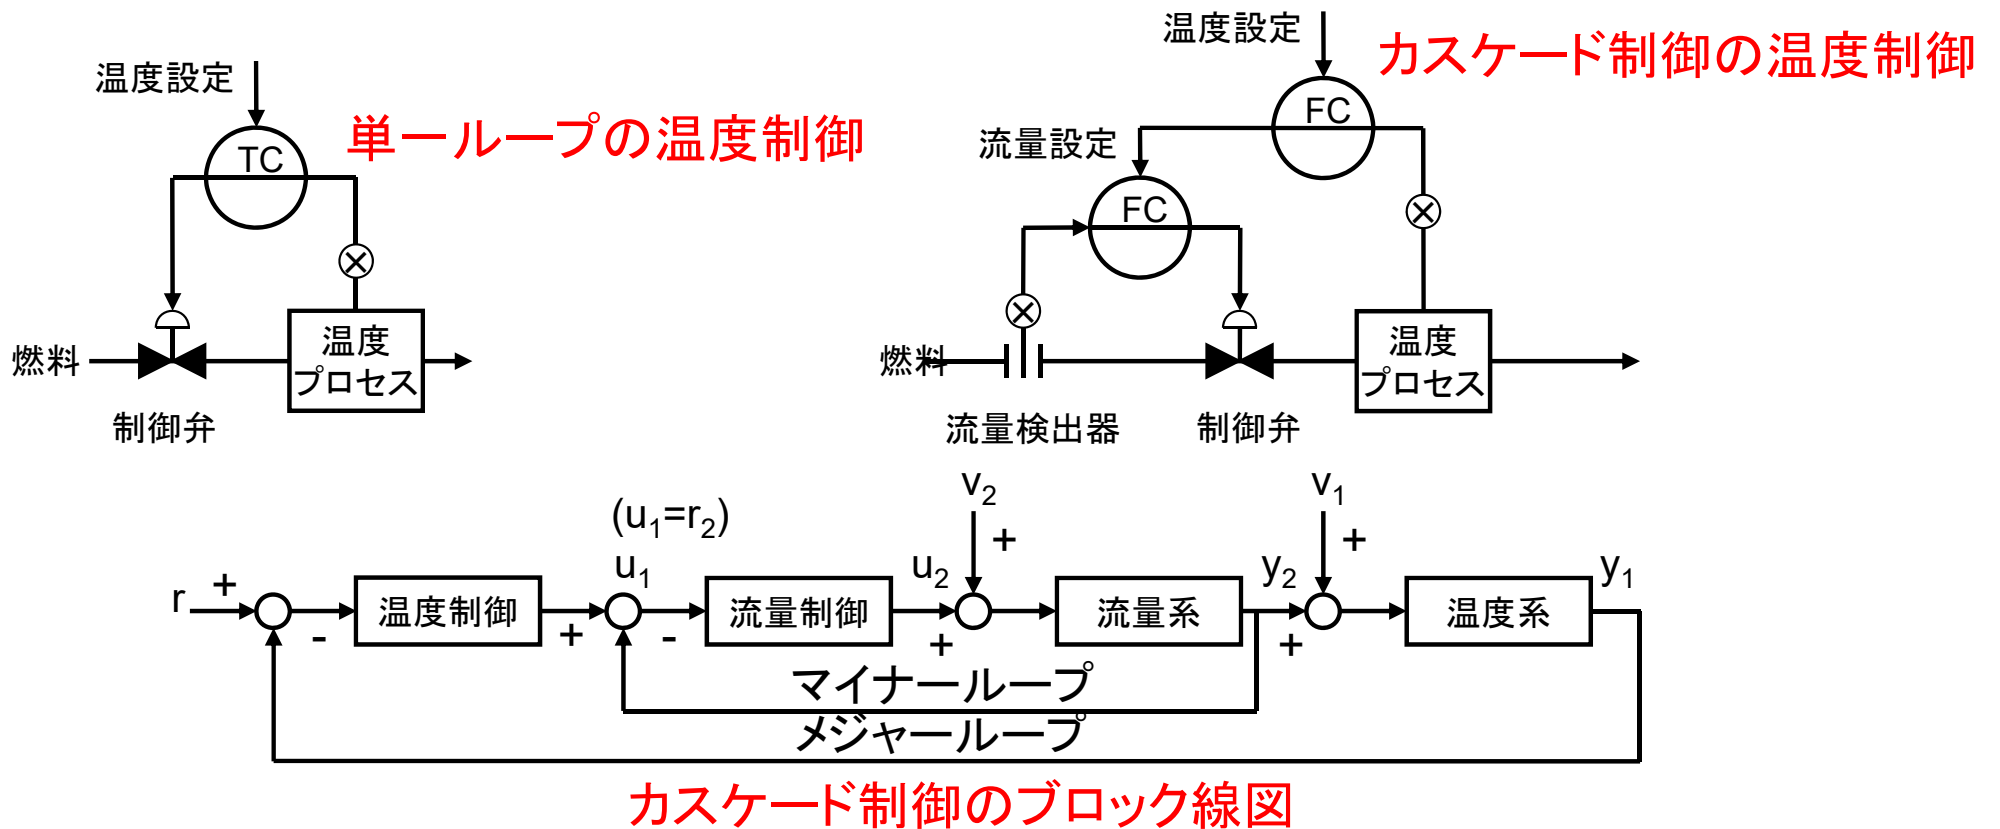 温度設定
単一ループの温度制御
TC
燃料
温度
プロセス
制御弁
温度設定
カスケード制御の温度制御
FC
流量設定
FC
燃料
温度
プロセス
流量検出器
制御弁
(u1=r2)
v2
v1
r
+
-
温度制御
u1
+
-
流量制御
u2
+
+
流量系
y2
+
+
温度系
y1
マイナーループ
メジャーループ
カスケード制御のブロック線図